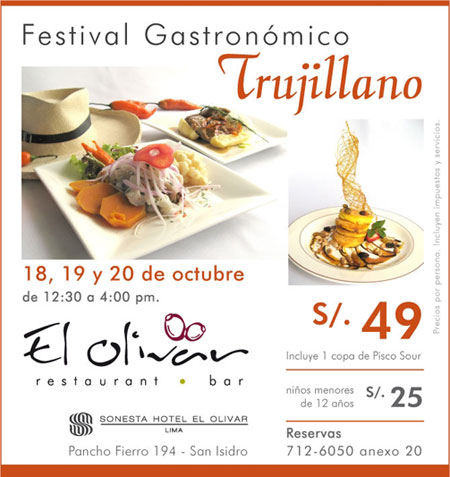 Festival Gastronómico
Trujillano
18, 19 y 20 de octubre
de 12:30 a 4:00 pm.
El Olivar
restaurant • bar
SONESTA HOTEL EL OLIVAR
LIMA
Pancho Fierro 194 - San Isidro
S/. 49
Incluye 1 copa de Pisco Sour
niños menores
de 12 años
S/. 25
Reservas
712-6050 anexo 20
Precios por persona. Incluyen impuestos y servicios.